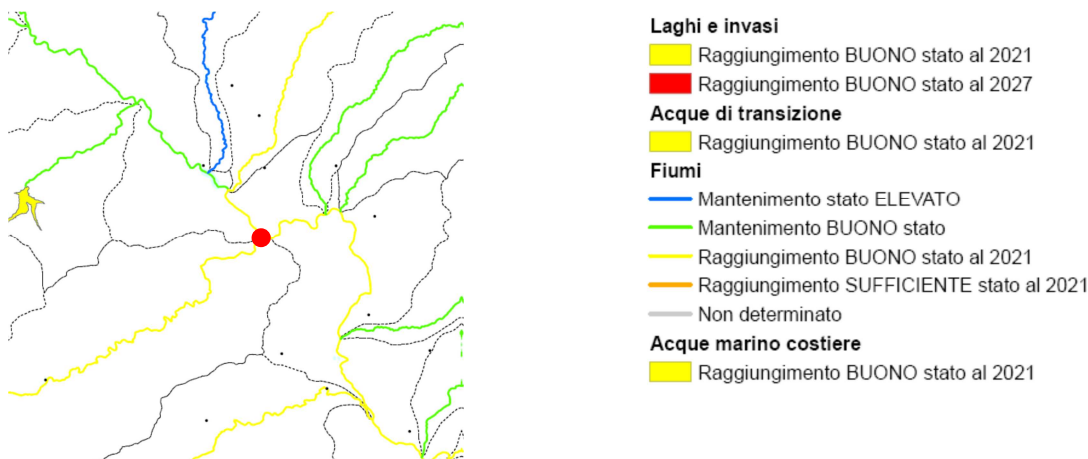 Laghi e invasi
Raggiungimento BUONO stato al 2021
Raggiungimento BUONO stato al 2027
Acque di transizione
Raggiungimento BUONO stato al 2021
Fiumi
Mantenimento stato ELEVATO
Mantenimento BUONO stato
Raggiungimento BUONO stato al 2021
Raggiungimento SUFFICIENTE stato al 2021
Non determinato
Acque marino costiere
Raggiungimento BUONO stato al 2021